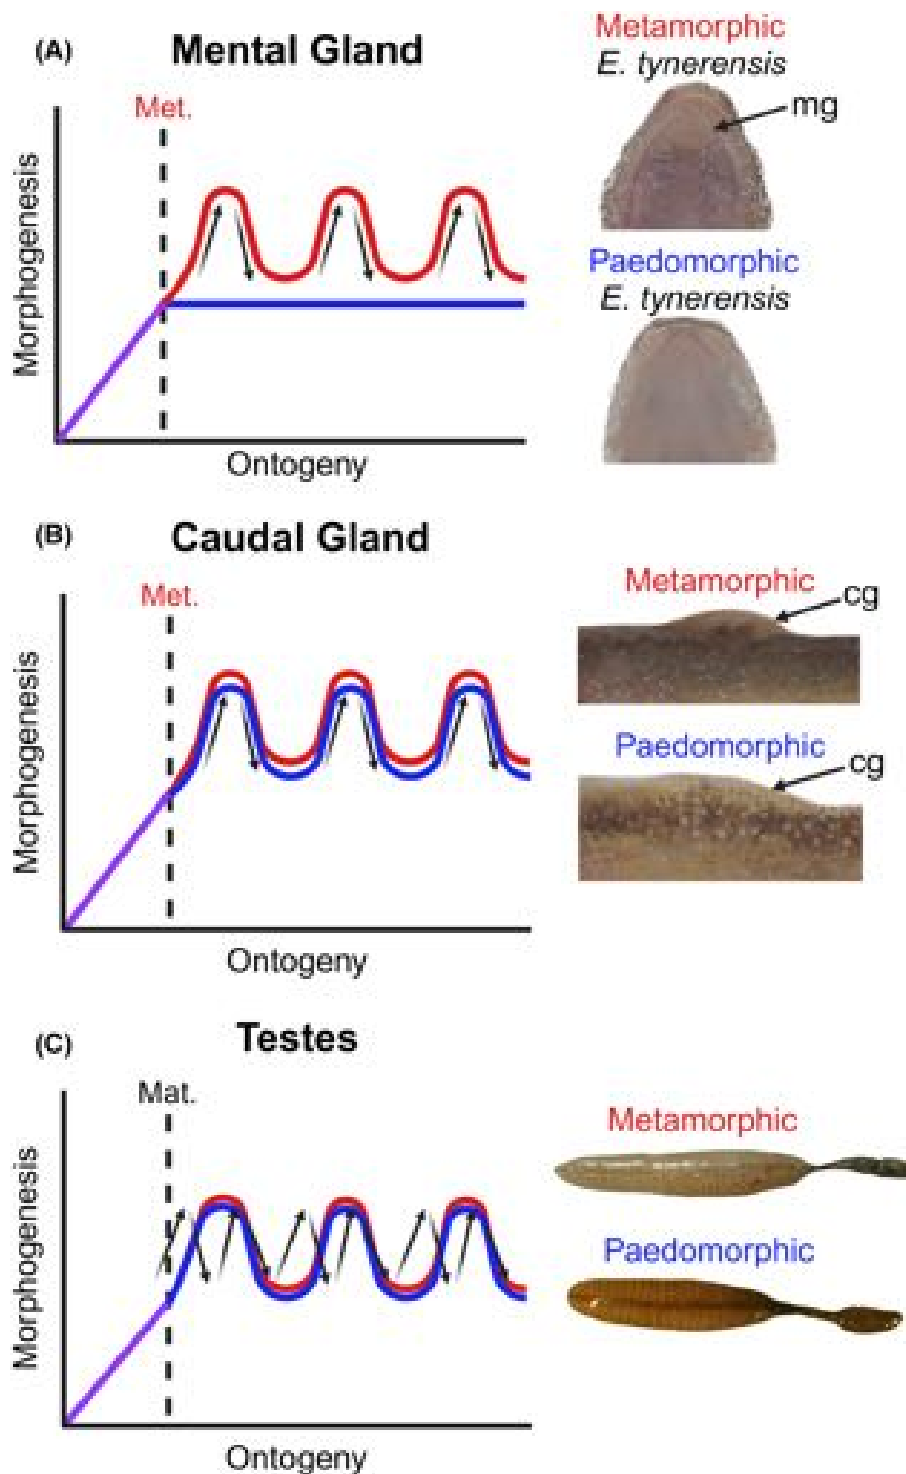 (A)
Mental Gland
Met.
Morphogenesis
Ontogeny
Metamorphic
E. tynerensis
mg
Paedomorphic
E. tynerensis
(B)
Caudal Gland
Met.
Morphogenesis
Ontogeny
Metamorphic
cg
Paedomorphic
cg
(C)
Testes
Mat.
Morphogenesis
Ontogeny
Metamorphic
Paedomorphic